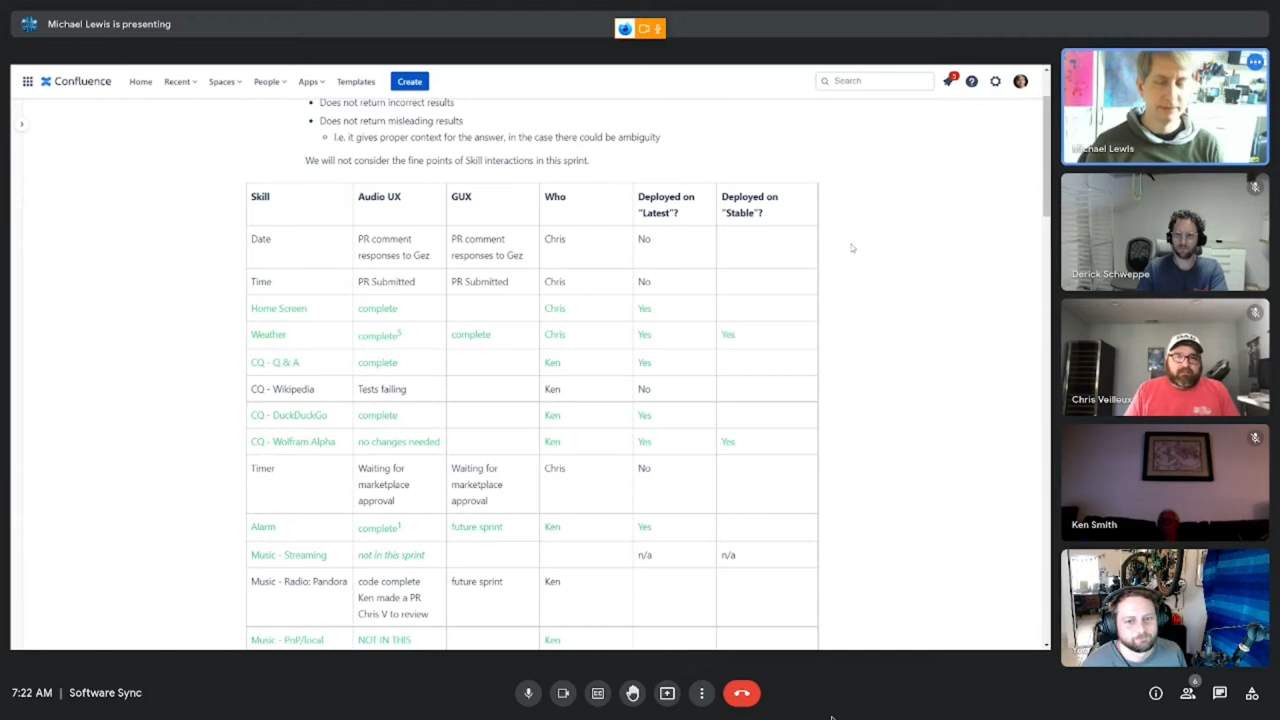 Michael Lewis is presenting
Confluence Home Recent Spaces People Apps Templates Create Search 5
Does not return incorrect results
Does not return misleading results
I.e. it gives proper context for the answer, in the case there could be ambiguity
We will not consider the fine points of Skill interactions in this sprint.
Skill Audio UX GUX Who Deployed on "Latest"? Deployed on "Stable"?
Date PR comment responses to Gez PR comment responses to Gez Chris No
Time PR Submitted PR Submitted Chris No
Home Screen complete Chris Yes
Weather complete5 complete Chris Yes Yes
CQ - Q & A complete Ken Yes
CQ - Wikipedia Tests failing Ken No
CQ - DuckDuckGo complete Ken Yes
CQ - Wolfram Alpha no changes needed Ken Yes Yes
Timer Waiting for marketplace approval Waiting for marketplace approval Chris No
Alarm complete1 future sprint Ken Yes
Music - Streaming not in this sprint n/a n/a
Music - Radio: Pandora code complete Ken made a PR Chris V to review future sprint Ken
Music - PnP/local NOT IN THIS Ken
Michael Lewis
Derick Schweppe
Chris Veilleux
DAD
Ken Smith
7:22 AM | Software Sync
6